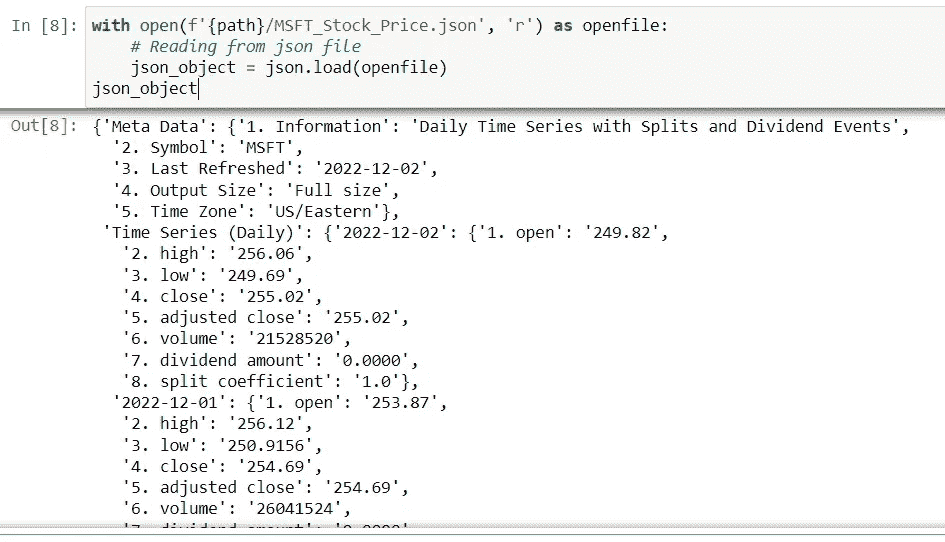 In [8]: with open(f'{path}/MSFT_Stock_Price.json', 'r') as openfile:
# Reading from json file
json_object = json.load(openfile)
json_object
Out[8]: {'Meta Data': {'1. Information': 'Daily Time Series with Splits and Dividend Events',
'2. Symbol': 'MSFT',
'3. Last Refreshed': '2022-12-02',
'4. Output Size': 'Full size',
'5. Time Zone': 'US/Eastern'},
'Time Series (Daily)': {'2022-12-02': {'1. open': '249.82',
'2. high': '256.06',
'3. low': '249.69',
'4. close': '255.02',
'5. adjusted close': '255.02',
'6. volume': '21528520',
'7. dividend amount': '0.0000',
'8. split coefficient': '1.0'},
'2022-12-01': {'1. open': '253.87',
'2. high': '256.12',
'3. low': '250.9156',
'4. close': '254.69',
'5. adjusted close': '254.69',
'6. volume': '26041524',